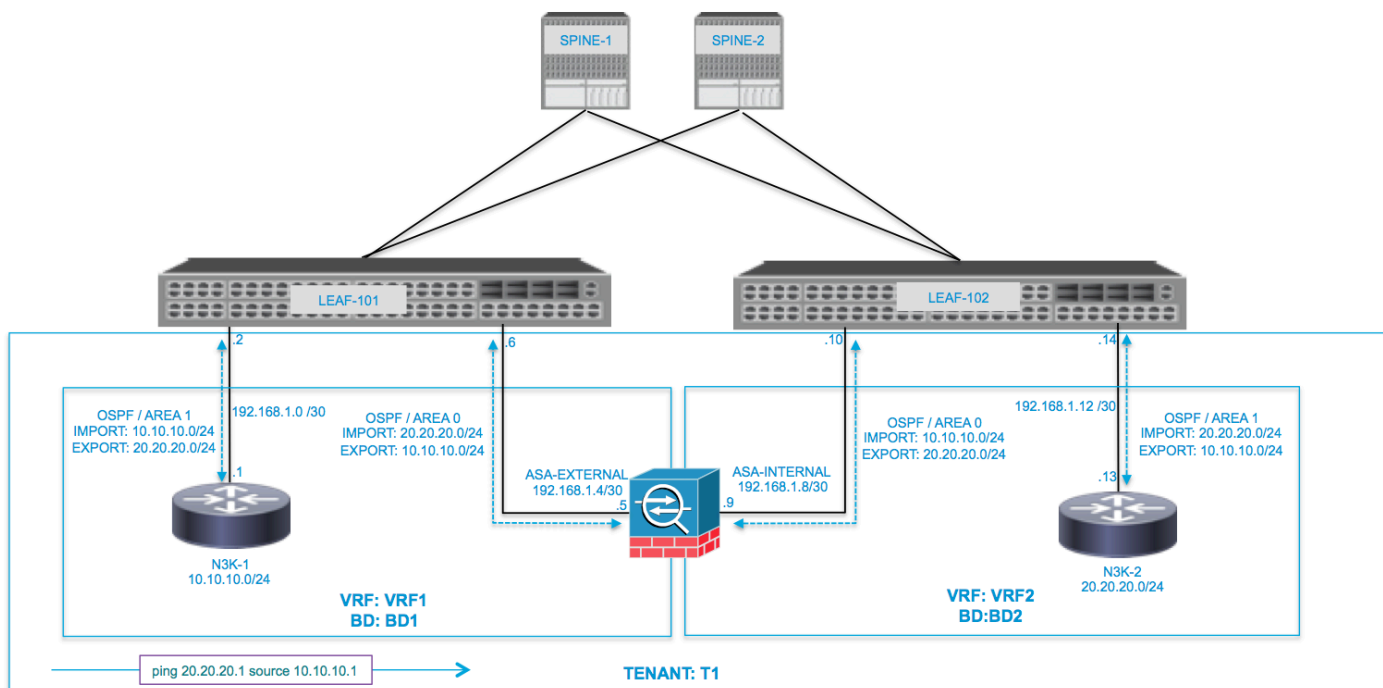 SPINE-1
SPINE-2
LEAF-101
LEAF-102
.2
.6
.10
.14
OSPF / AREA 1
IMPORT: 10.10.10.0/24
EXPORT: 20.20.20.0/24
192.168.1.0 /30
OSPF / AREA 0
IMPORT: 20.20.20.0/24
EXPORT: 10.10.10.0/24
OSPF / AREA 0
IMPORT: 10.10.10.0/24
EXPORT: 20.20.20.0/24
192.168.1.12 /30
OSPF / AREA 1
IMPORT: 20.20.20.0/24
EXPORT: 10.10.10.0/24
.1
ASA-EXTERNAL
192.168.1.4/30
.5
ASA-INTERNAL
192.168.1.8/30
.9
.13
N3K-1
10.10.10.0/24
N3K-2
20.20.20.0/24
VRF: VRF1
BD: BD1
VRF: VRF2
BD:BD2
ping 20.20.20.1 source 10.10.10.1
TENANT: T1